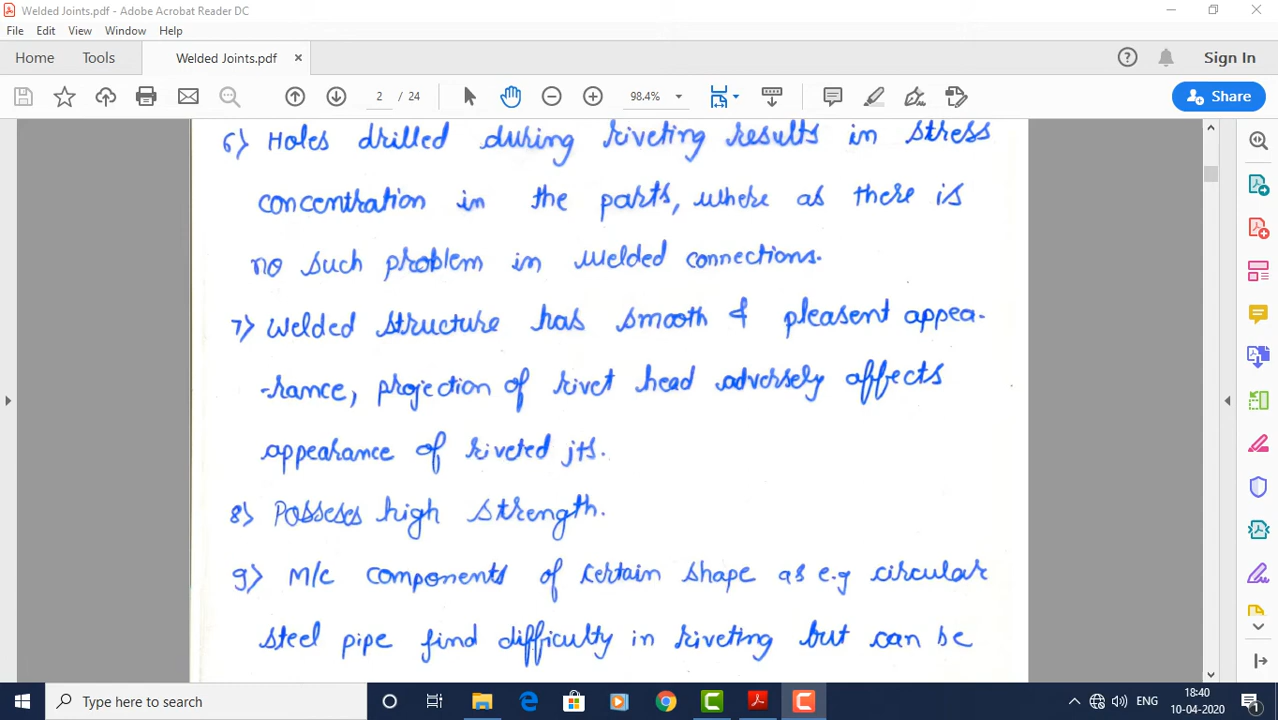 Welded Joints.pdf - Adobe Acrobat Reader DC
File Edit View Window Help
Home Tools Welded Joints.pdf × Sign In
2 / 24 98.4% Share
6) Holes drilled during riveting results in stress
concentration in the parts, where as there is
no such problem in welded connections.
7) Welded structure has smooth & pleasent appea-
-rance, projection of rivet head adversely affects
appearance of riveted jts.
8) Posseses high strength.
9) M/c components of certain shape as e.g circular
steel pipe find difficulty in riveting but can be
Type here to search
ENG
18:40
10-04-2020
1